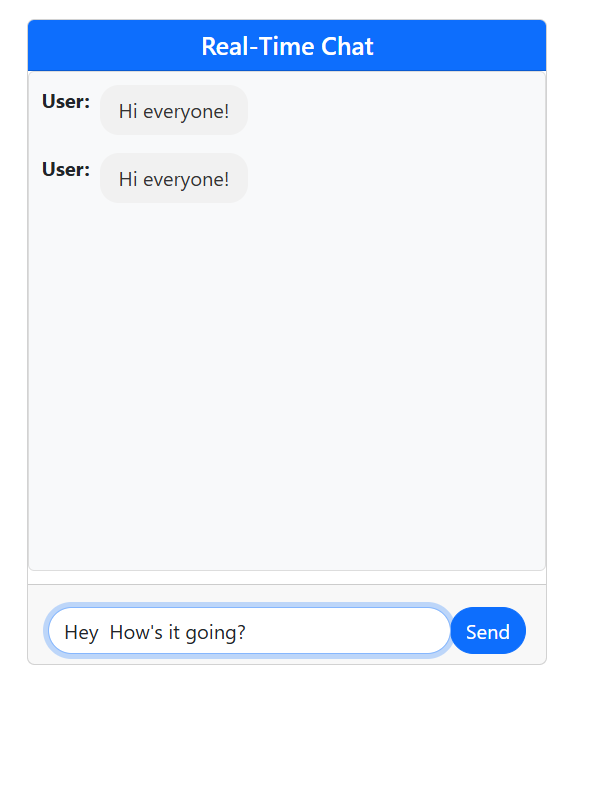 Real-Time Chat
User: Hi everyone!
User: Hi everyone!
Hey  How's it going?
Send